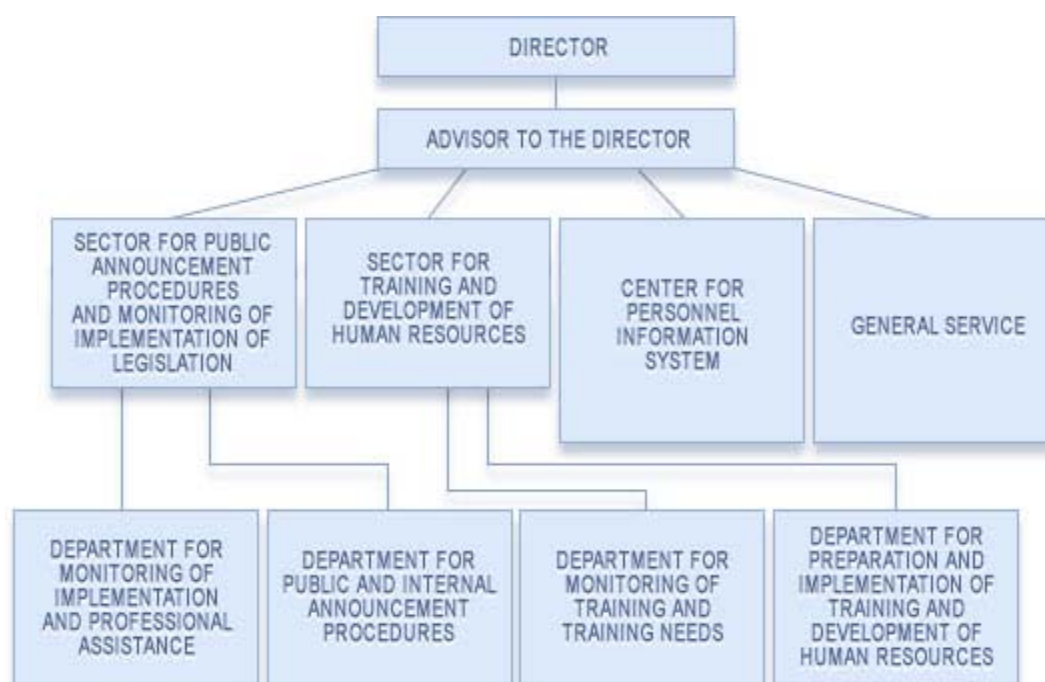 DIRECTOR
ADVISOR TO THE DIRECTOR
SECTOR FOR PUBLIC
ANNOUNCEMENT
PROCEDURES
AND MONITORING OF
IMPLEMENTATION OF
LEGISLATION
SECTOR FOR
TRAINING AND
DEVELOPMENT OF
HUMAN RESOURCES
CENTER FOR
PERSONNEL
INFORMATION
SYSTEM
GENERAL SERVICE
DEPARTMENT FOR
MONITORING OF
IMPLEMENTATION
AND PROFESSIONAL
ASSISTANCE
DEPARTMENT FOR
PUBLIC AND INTERNAL
ANNOUNCEMENT
PROCEDURES
DEPARTMENT FOR
MONITORING OF
TRAINING AND
TRAINING NEEDS
DEPARTMENT FOR
PREPARATION AND
IMPLEMENTATION OF
TRAINING AND
DEVELOPMENT OF
HUMAN RESOURCES